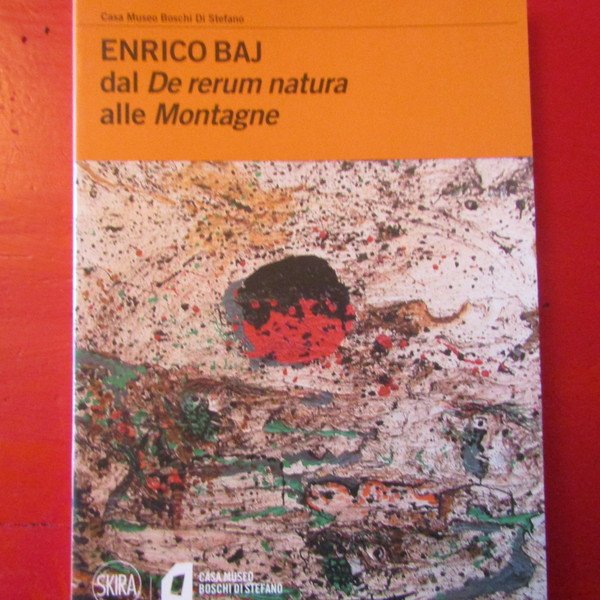 Casa Museo Boschi Di Stefano
ENRICO BAJ
dal De rerum natura
alle Montagne
SKIRA
CASA MUSEO
BOSCHI DI STEFANO